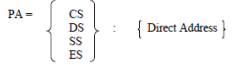 PA = { CS : { Direct Address }
DS
SS
ES